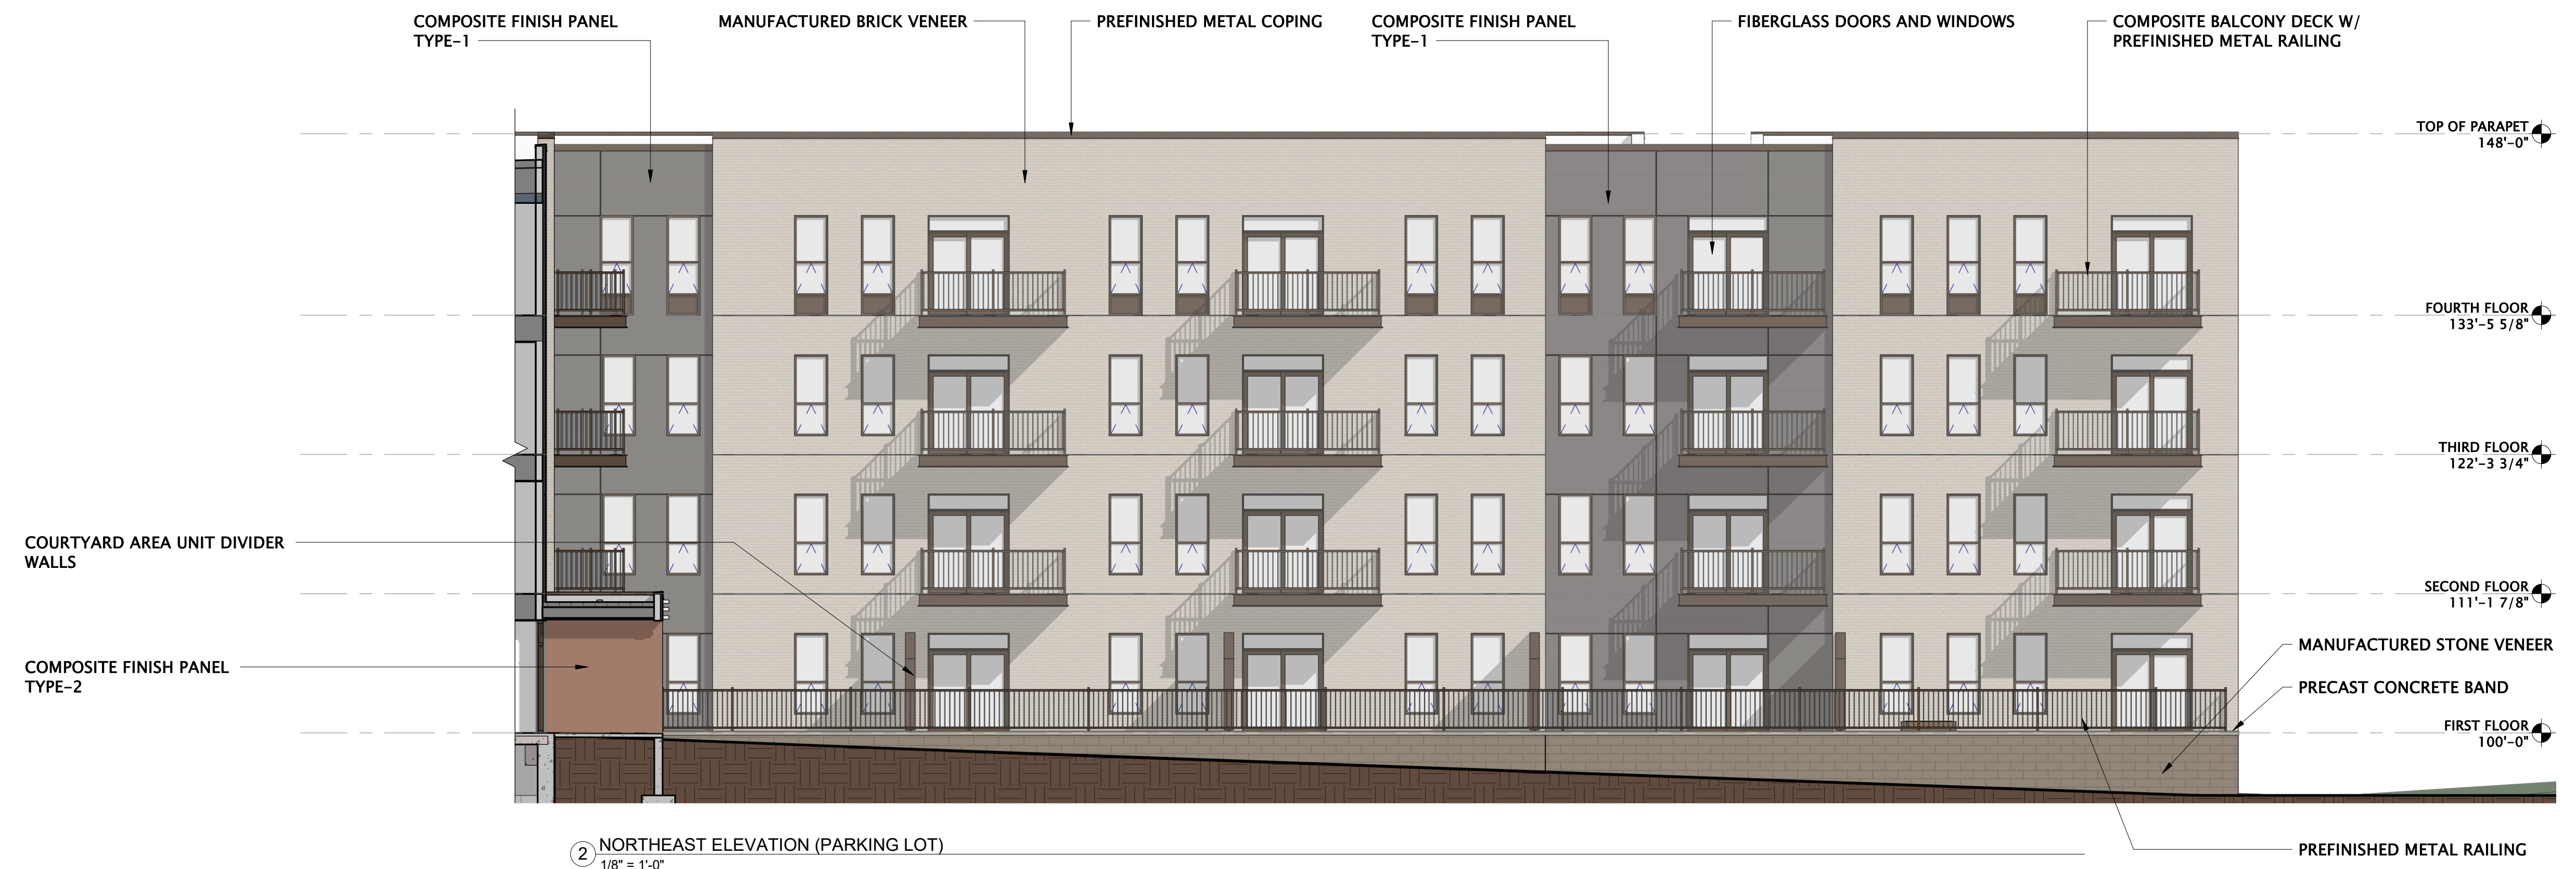 COMPOSITE FINISH PANEL
TYPE-1
MANUFACTURED BRICK VENEER
PREFINISHED METAL COPING
COMPOSITE FINISH PANEL
TYPE-1
FIBERGLASS DOORS AND WINDOWS
COMPOSITE BALCONY DECK W/
PREFINISHED METAL RAILING
TOP OF PARAPET
148'-0"
FOURTH FLOOR
133'-5 5/8"
THIRD FLOOR
122'-3 3/4"
COURTYARD AREA UNIT DIVIDER
WALLS
SECOND FLOOR
111'-1 7/8"
MANUFACTURED STONE VENEER
COMPOSITE FINISH PANEL
TYPE-2
PRECAST CONCRETE BAND
FIRST FLOOR
100'-0"
2 NORTHEAST ELEVATION (PARKING LOT)
1/8" = 1'-0"
PREFINISHED METAL RAILING